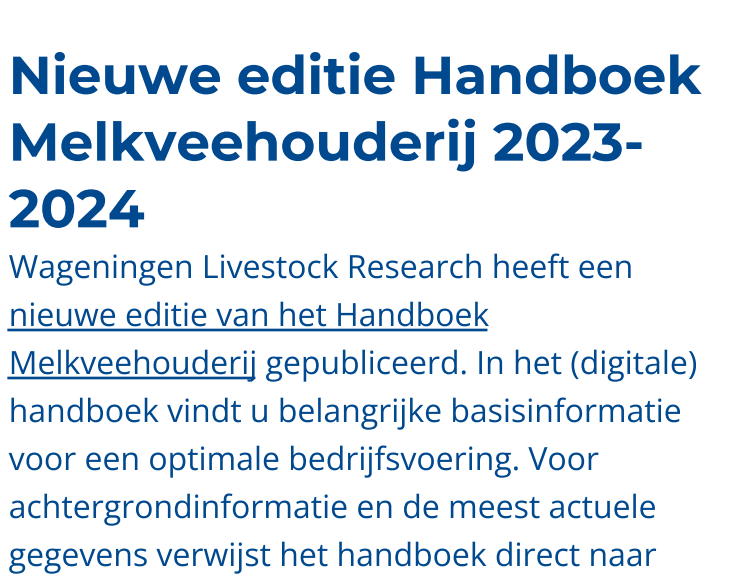 Nieuwe editie Handboek
Melkveehouderij 2023-
2024
Wageningen Livestock Research heeft een
nieuwe editie van het Handboek
Melkveehouderij gepubliceerd. In het (digitale)
handboek vindt u belangrijke basisinformatie
voor een optimale bedrijfsvoering. Voor
achtergrondinformatie en de meest actuele
gegevens verwijst het handboek direct naar